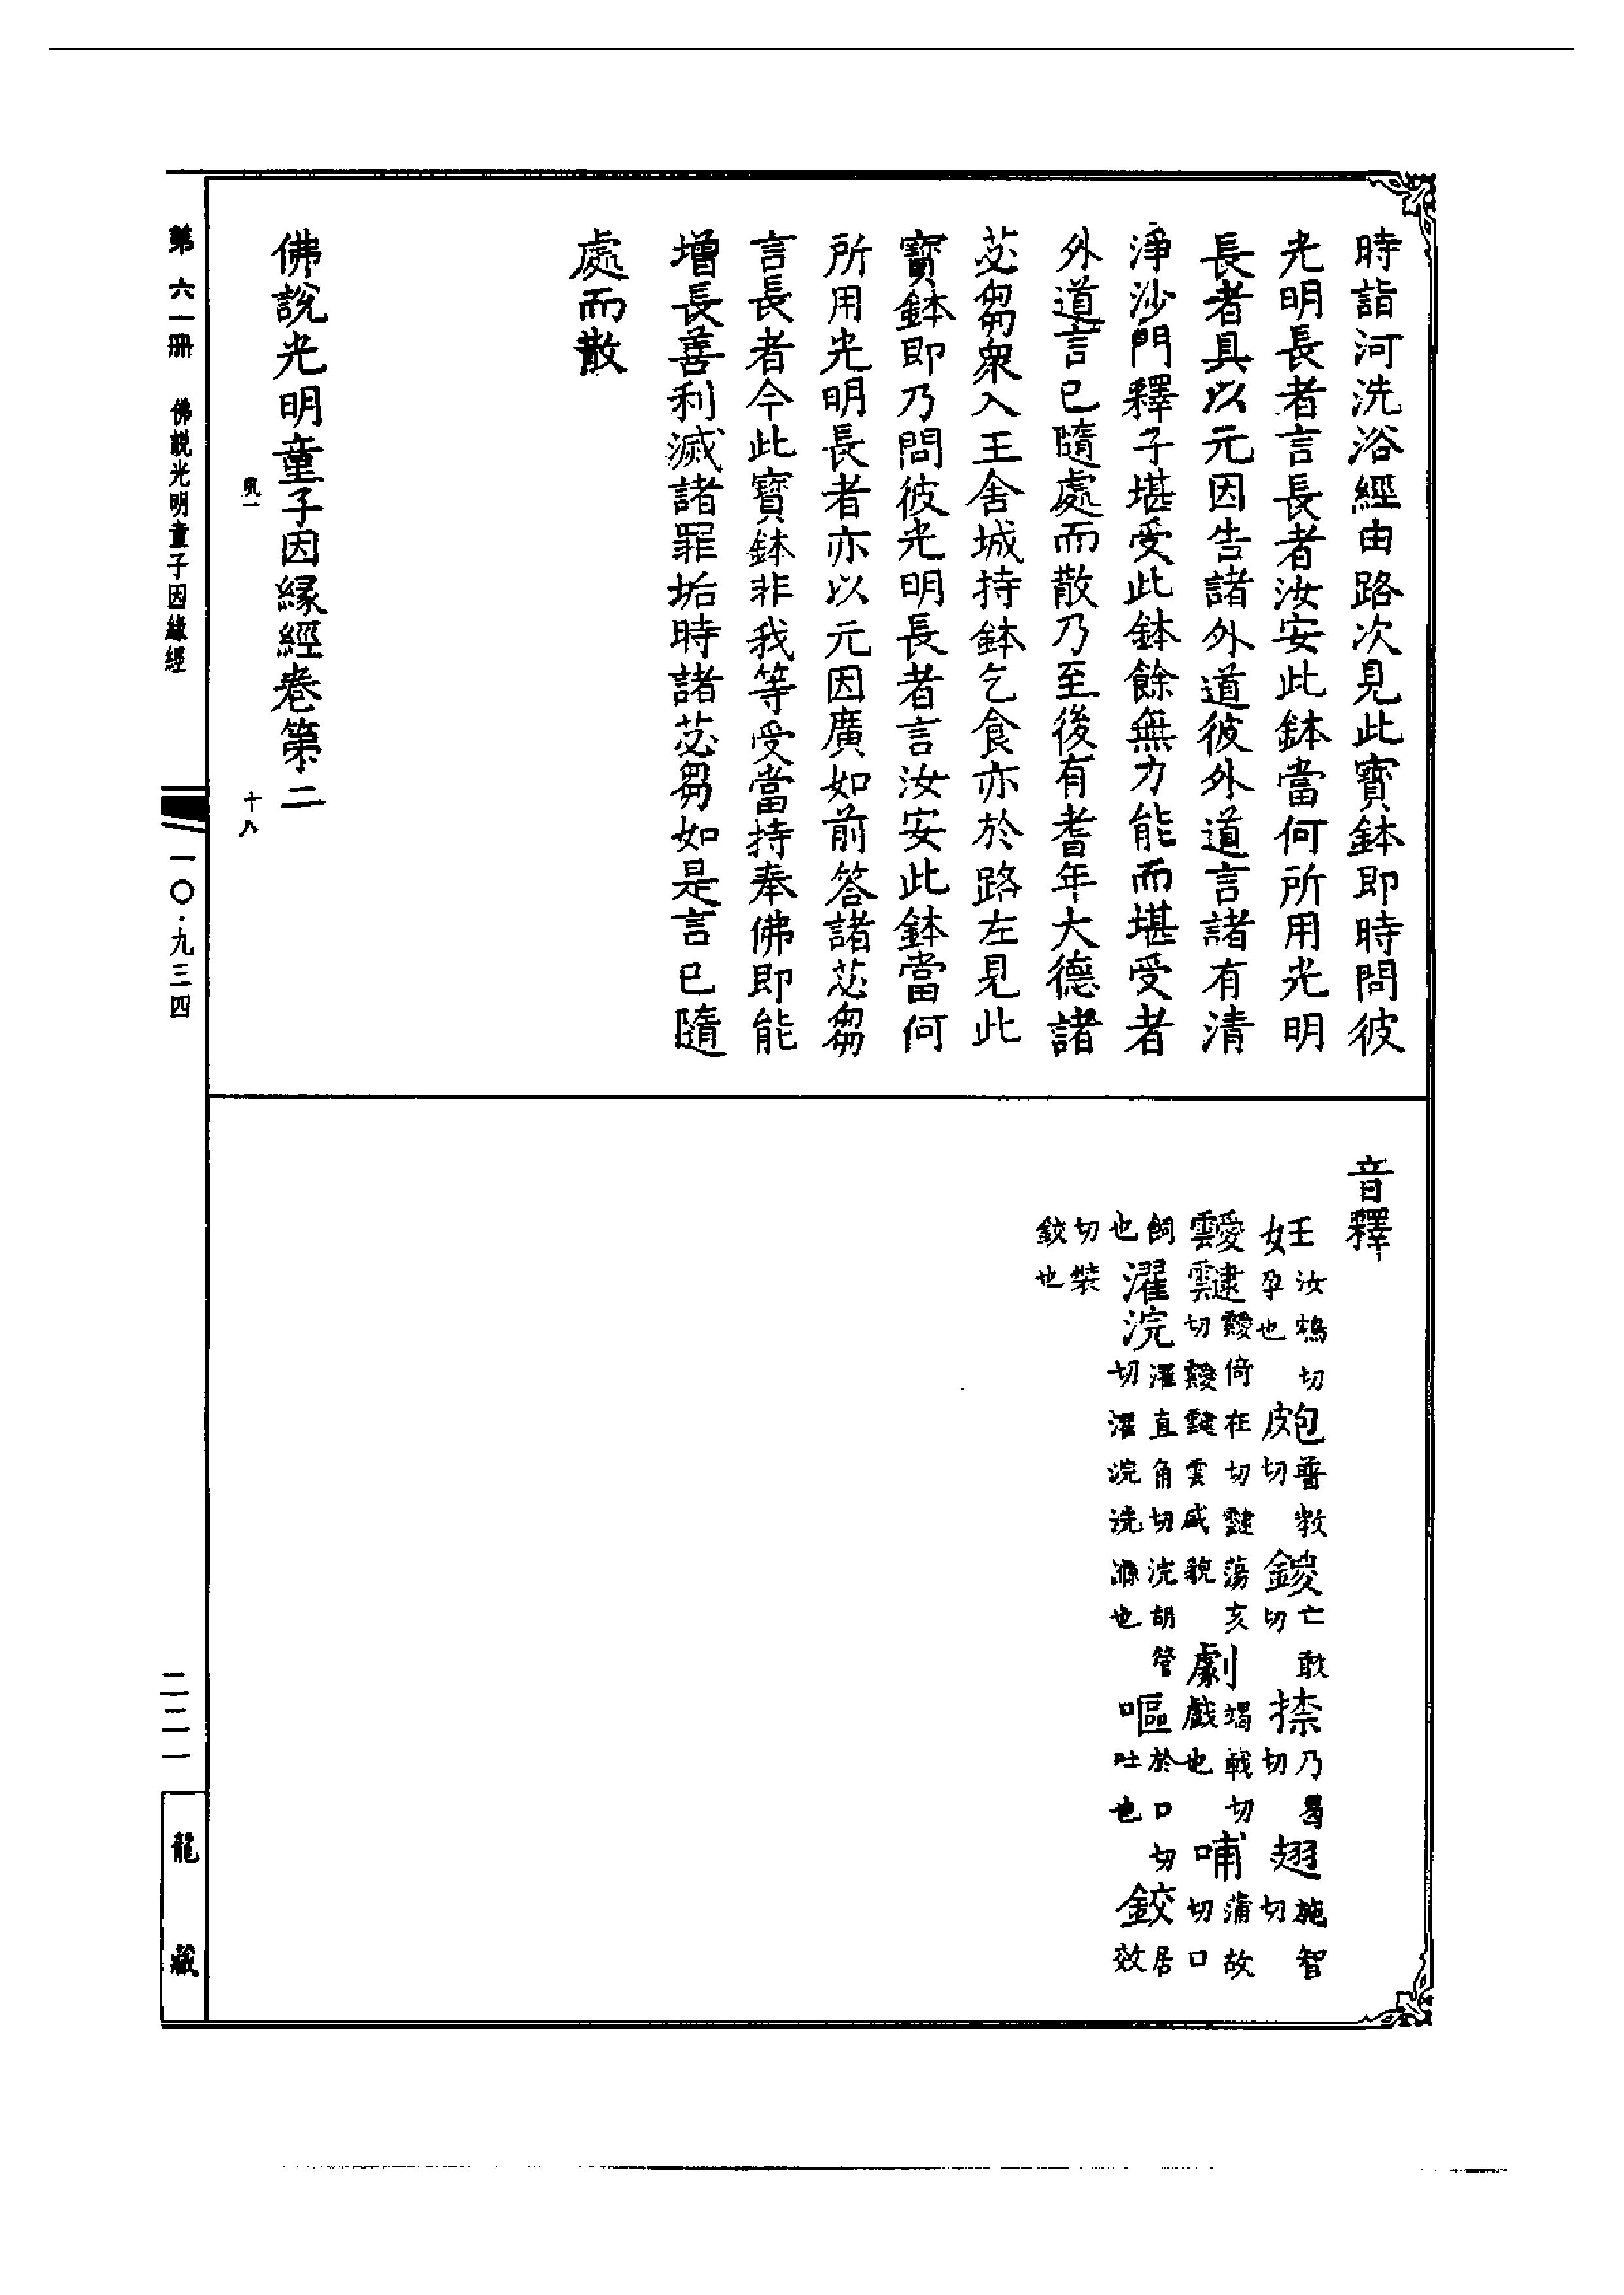 時詣河洗浴經由路次見此寳鉢即時問彼
光明長者言長者汝安此鉢當何所用光明
長者具以元因告諸外道彼外道言諸有清
淨沙門釋子堪受此鉢餘無力能而堪受者
外道言已隨處而散乃至後有耆年大德諸
苾芻衆入王舍城持鉢乞食亦於路左見此
寳鉢即乃問彼光明長者言汝安此鉢當何
所用光明長者亦以元因廣如前答諸苾芻
言長者今此寳鉢非我等受當持奉佛即能
增長善利滅諸罪垢時諸苾芻如是言已隨
處而散
佛說光明童子因緣經卷第二
夙一 十八
音釋
妊汝鴆切孕也 皰普教切 鋄亡敢切 捺乃曷切 翅施智切
靉靆靉倚在切靆蕩亥切靉靆雲盛貌 劇竭戟切戲也 哺蒲故切口
飼也 濯浣濯直角切浣胡管切濯浣洗滌也 嘔於口切吐也 鉸居效
切裝鉸也
第六一冊 佛說光明童子因緣經 一〇·九三四 二二一 龍藏